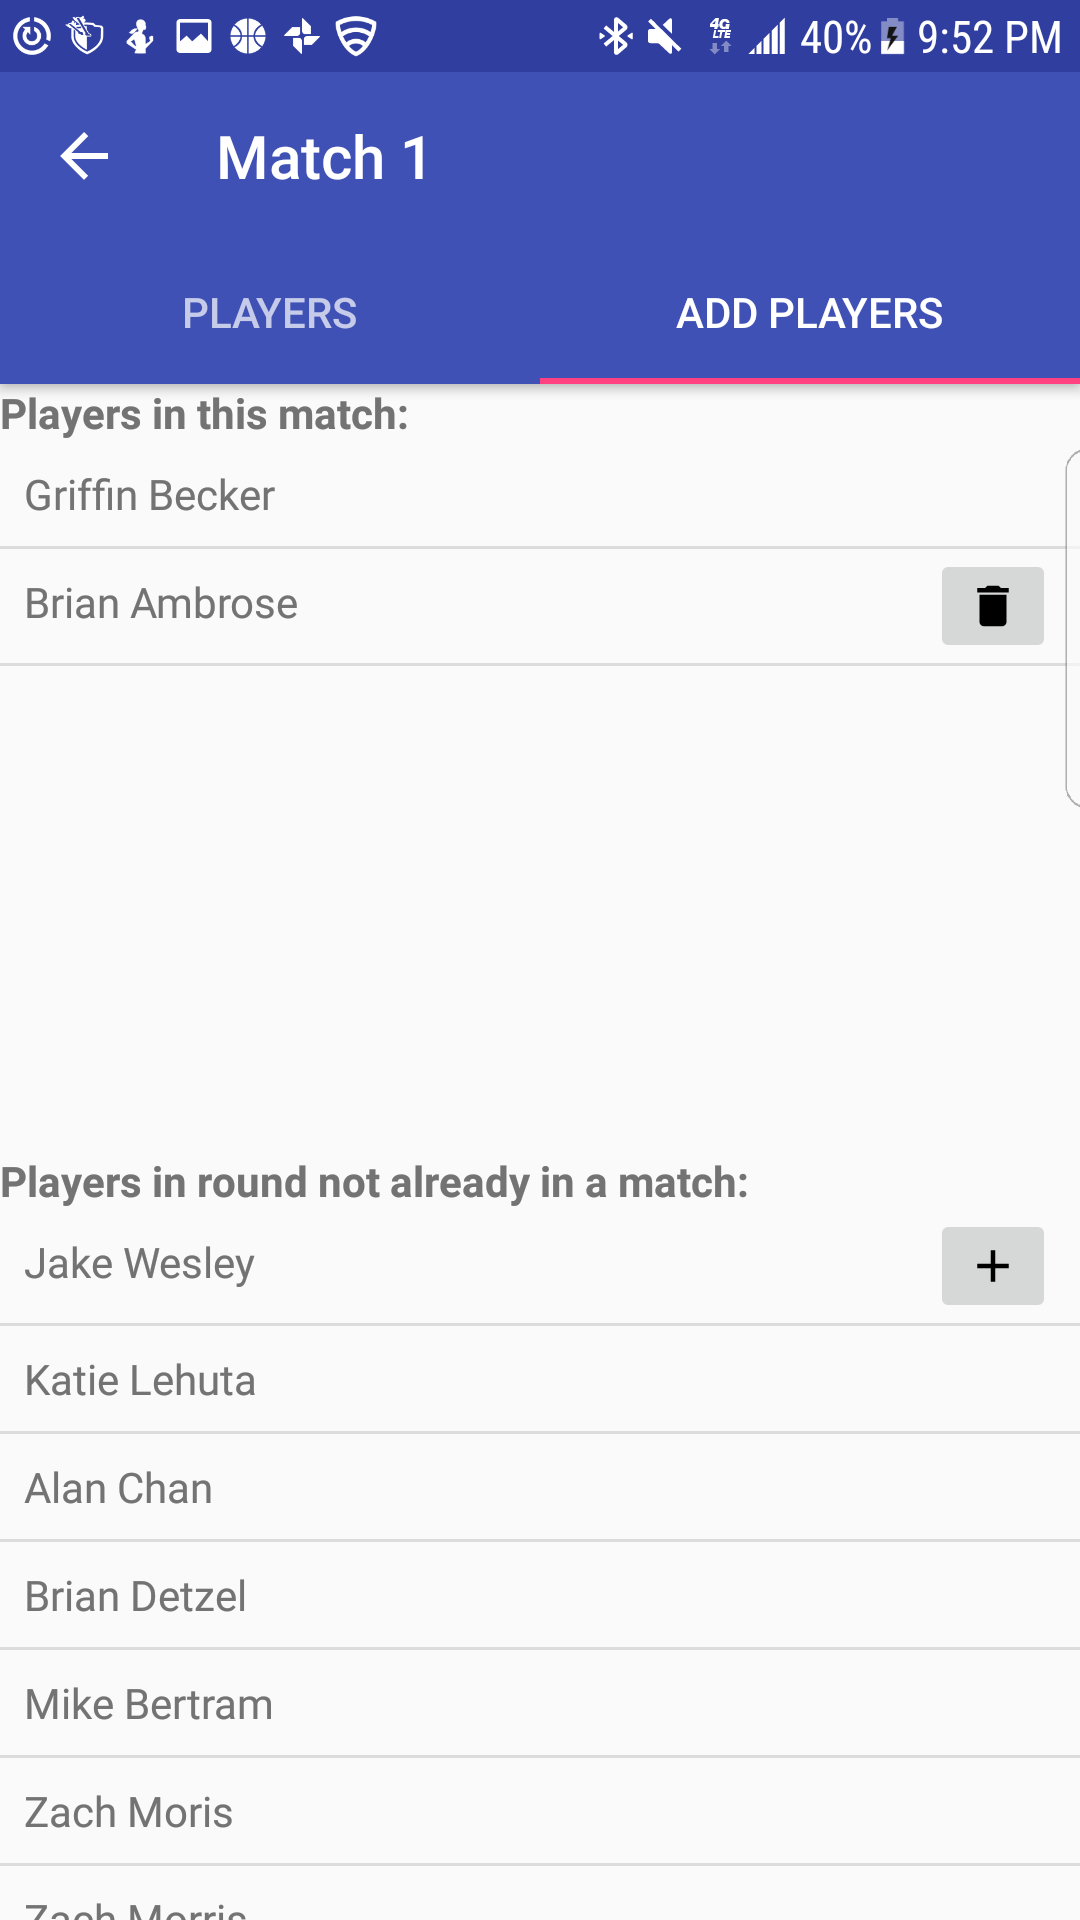 4G LTE 40% 9:52 PM
Match 1
PLAYERS ADD PLAYERS
Players in this match:
Griffin Becker
Brian Ambrose
Players in round not already in a match:
Jake Wesley
Katie Lehuta
Alan Chan
Brian Detzel
Mike Bertram
Zach Moris
Zach Morris